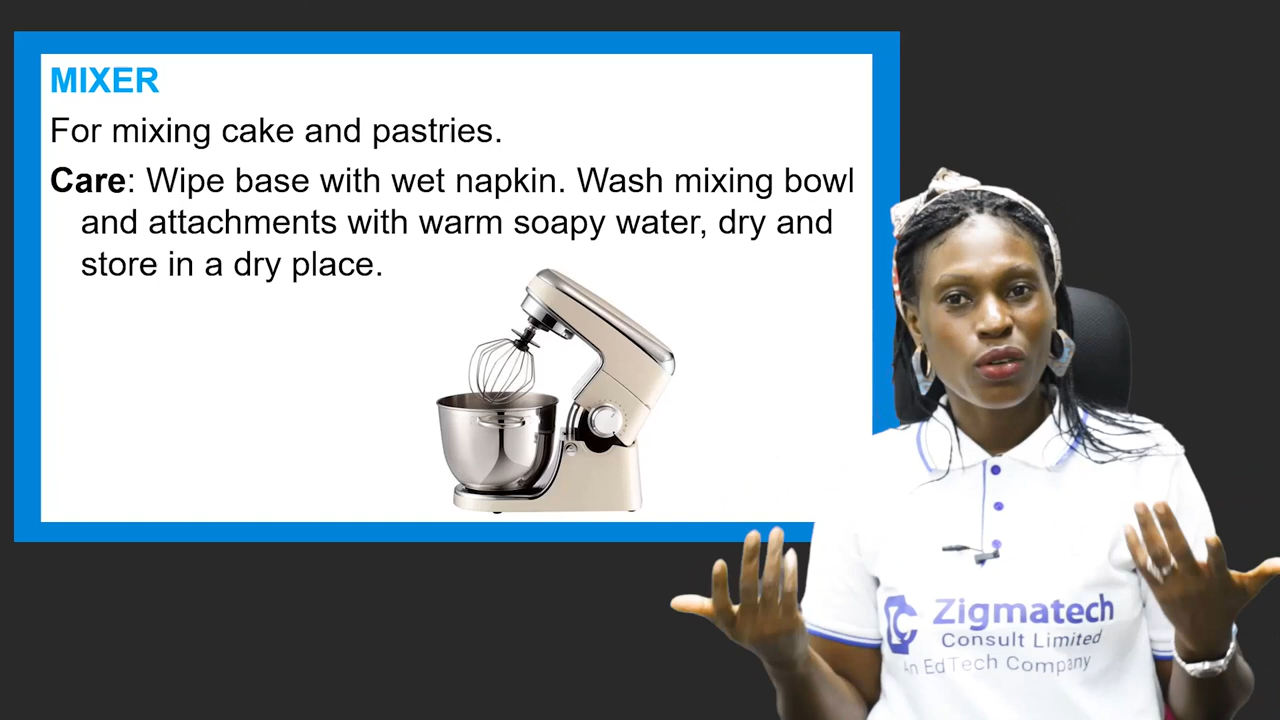 MIXER
For mixing cake and pastries.
Care: Wipe base with wet napkin. Wash mixing bowl
and attachments with warm soapy water, dry and
store in a dry place.
Zigmatech
Consult Limited
An EdTech Company